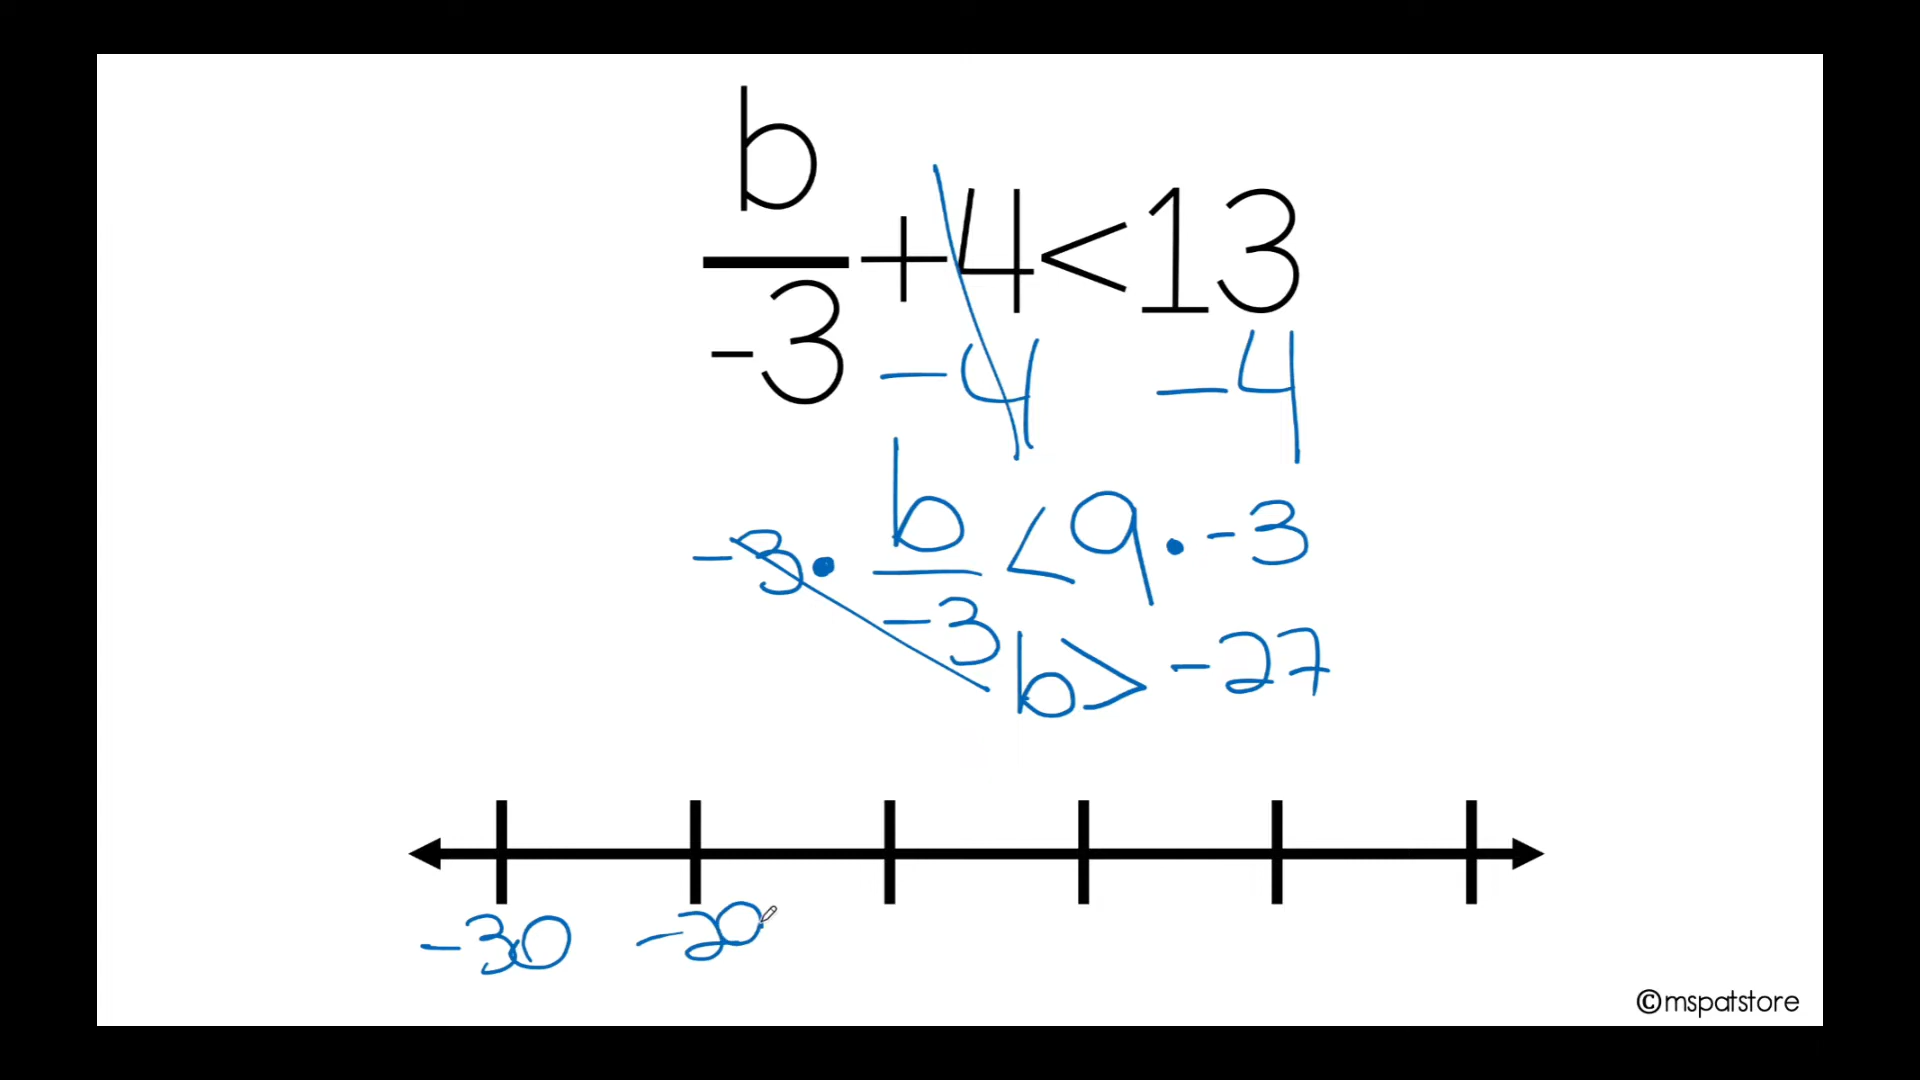 b
+4<13
-3
-4 -4
-3• b <9•-3
-3
b>-27
-30 -20
©mspatstore